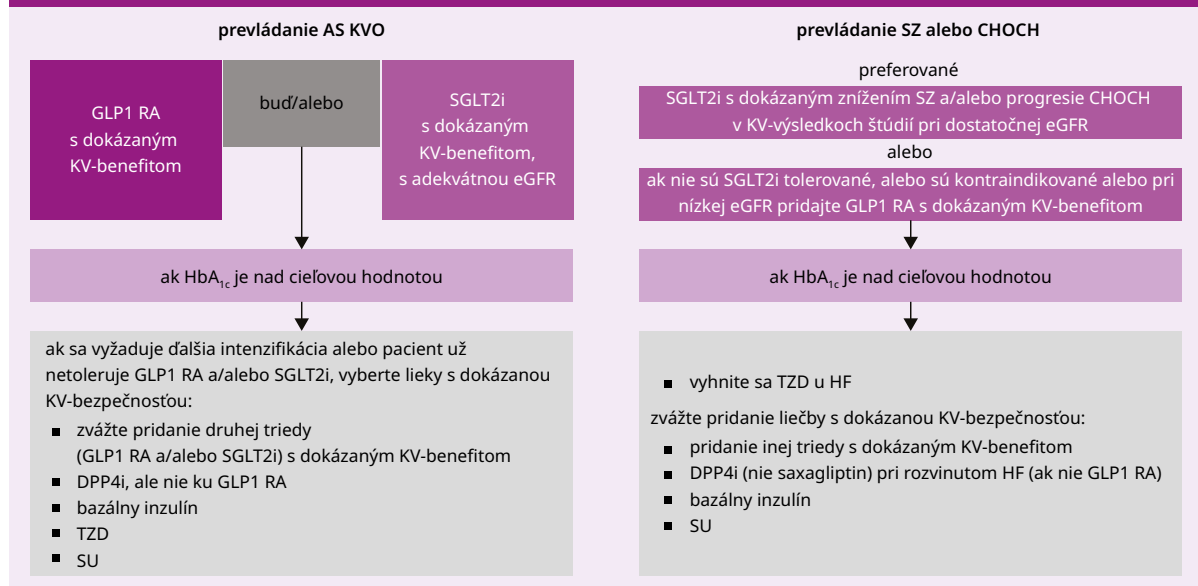 prevládanie AS KVO
GLP1 RA
s dokázaným
KV-benefitom
buď/alebo
SGLT2i
s dokázaným
KV-benefitom,
s adekvátnou eGFR
ak HbA1c je nad cieľovou hodnotou
ak sa vyžaduje ďalšia intenzifikácia alebo pacient už
netoleruje GLP1 RA a/alebo SGLT2i, vyberte lieky s dokázanou
KV-bezpečnosťou:
■ zvážte pridanie druhej triedy
(GLP1 RA a/alebo SGLT2i) s dokázaným KV-benefitom
■ DPP4i, ale nie ku GLP1 RA
■ bazálny inzulín
■ TZD
■ SU
prevládanie SZ alebo CHOCH
preferované
SGLT2i s dokázaným znížením SZ a/alebo progresie CHOCH
v KV-výsledkoch štúdií pri dostatočnej eGFR
alebo
ak nie sú SGLT2i tolerované, alebo sú kontraindikované alebo pri
nízkej eGFR pridajte GLP1 RA s dokázaným KV-benefitom
ak HbA1c je nad cieľovou hodnotou
■ vyhnite sa TZD u HF
zvážte pridanie liečby s dokázanou KV-bezpečnosťou:
■ pridanie inej triedy s dokázaným KV-benefitom
■ DPP4i (nie saxagliptin) pri rozvinutom HF (ak nie GLP1 RA)
■ bazálny inzulín
■ SU